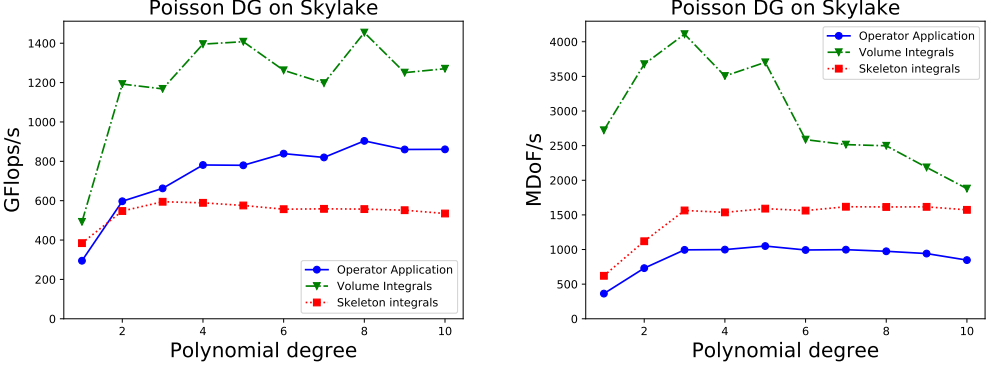 Poisson DG on Skylake
GFlops/s
1400
1200
1000
800
600
400
200
0
2
4
6
8
10
Polynomial degree
Operator Application
Volume Integrals
Skeleton integrals
Poisson DG on Skylake
MDoF/s
4000
3500
3000
2500
2000
1500
1000
500
0
2
4
6
8
10
Polynomial degree
Operator Application
Volume Integrals
Skeleton integrals